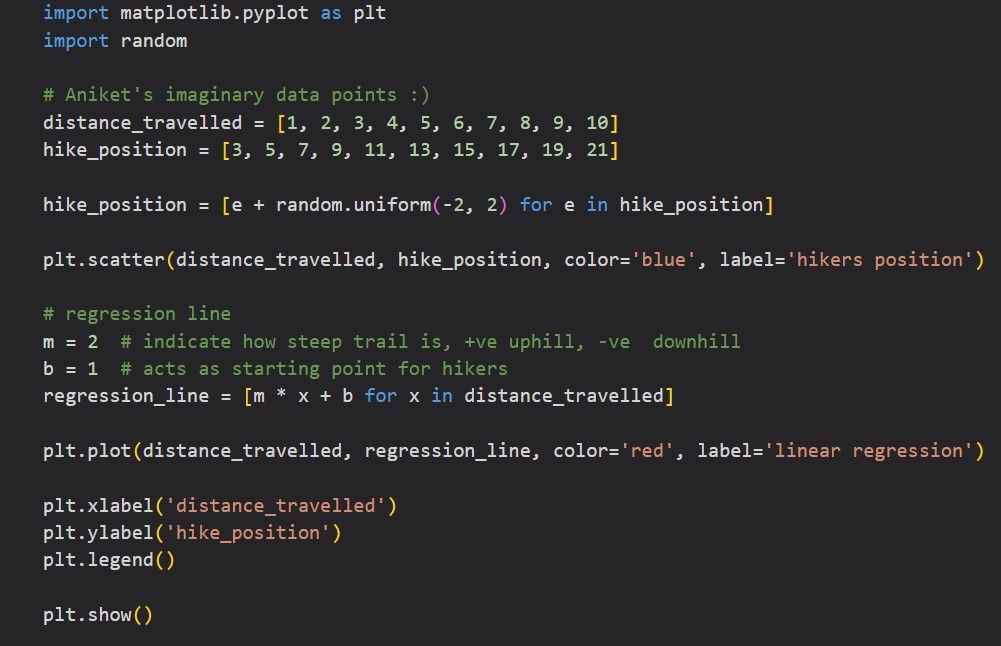 import matplotlib.pyplot as plt
import random
# Aniket's imaginary data points :)
distance_travelled = [1, 2, 3, 4, 5, 6, 7, 8, 9, 10]
hike_position = [3, 5, 7, 9, 11, 13, 15, 17, 19, 21]
hike_position = [e + random.uniform(-2, 2) for e in hike_position]
plt.scatter(distance_travelled, hike_position, color='blue', label='hikers position')
# regression line
m = 2  # indicate how steep trail is, +ve uphill, -ve  downhill
b = 1  # acts as starting point for hikers
regression_line = [m * x + b for x in distance_travelled]
plt.plot(distance_travelled, regression_line, color='red', label='linear regression')
plt.xlabel('distance_travelled')
plt.ylabel('hike_position')
plt.legend()
plt.show()